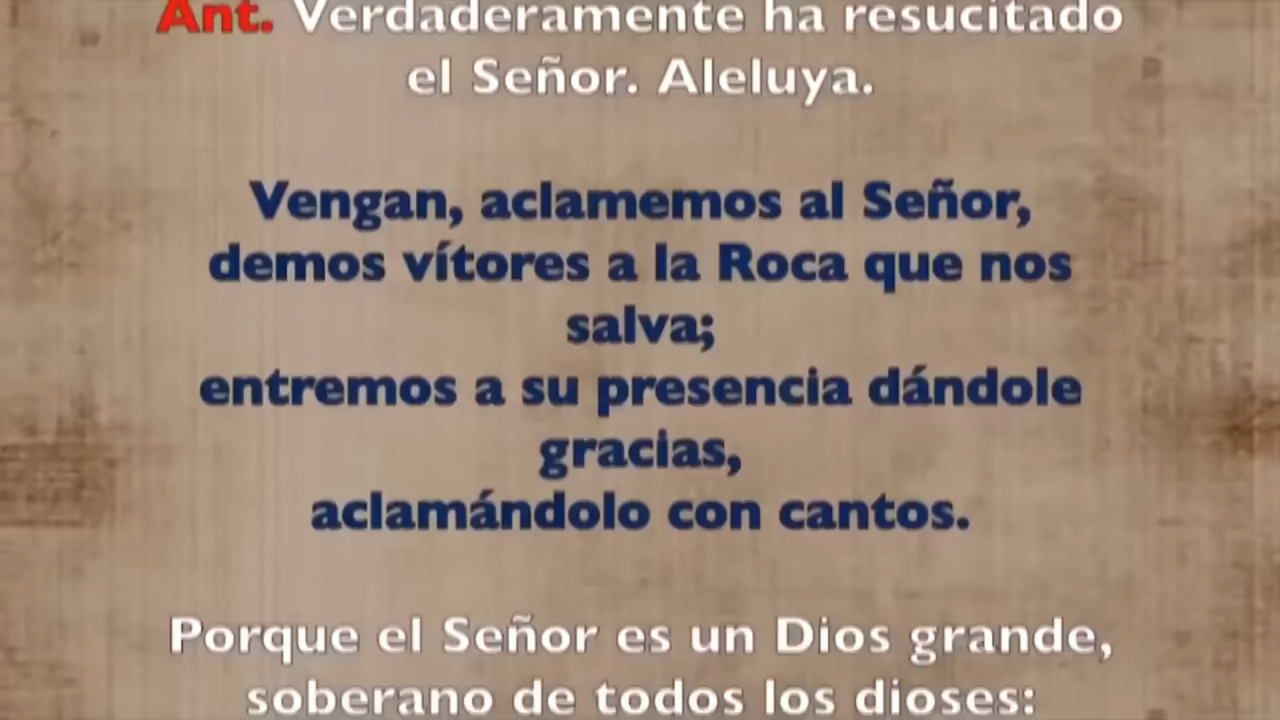 Ant. Verdaderamente ha resucitado
el Señor. Aleluya.
Vengan, aclamemos al Señor,
demos vítores a la Roca que nos
salva;
entremos a su presencia dándole
gracias,
aclamándolo con cantos.
Porque el Señor es un Dios grande,
soberano de todos los dioses: